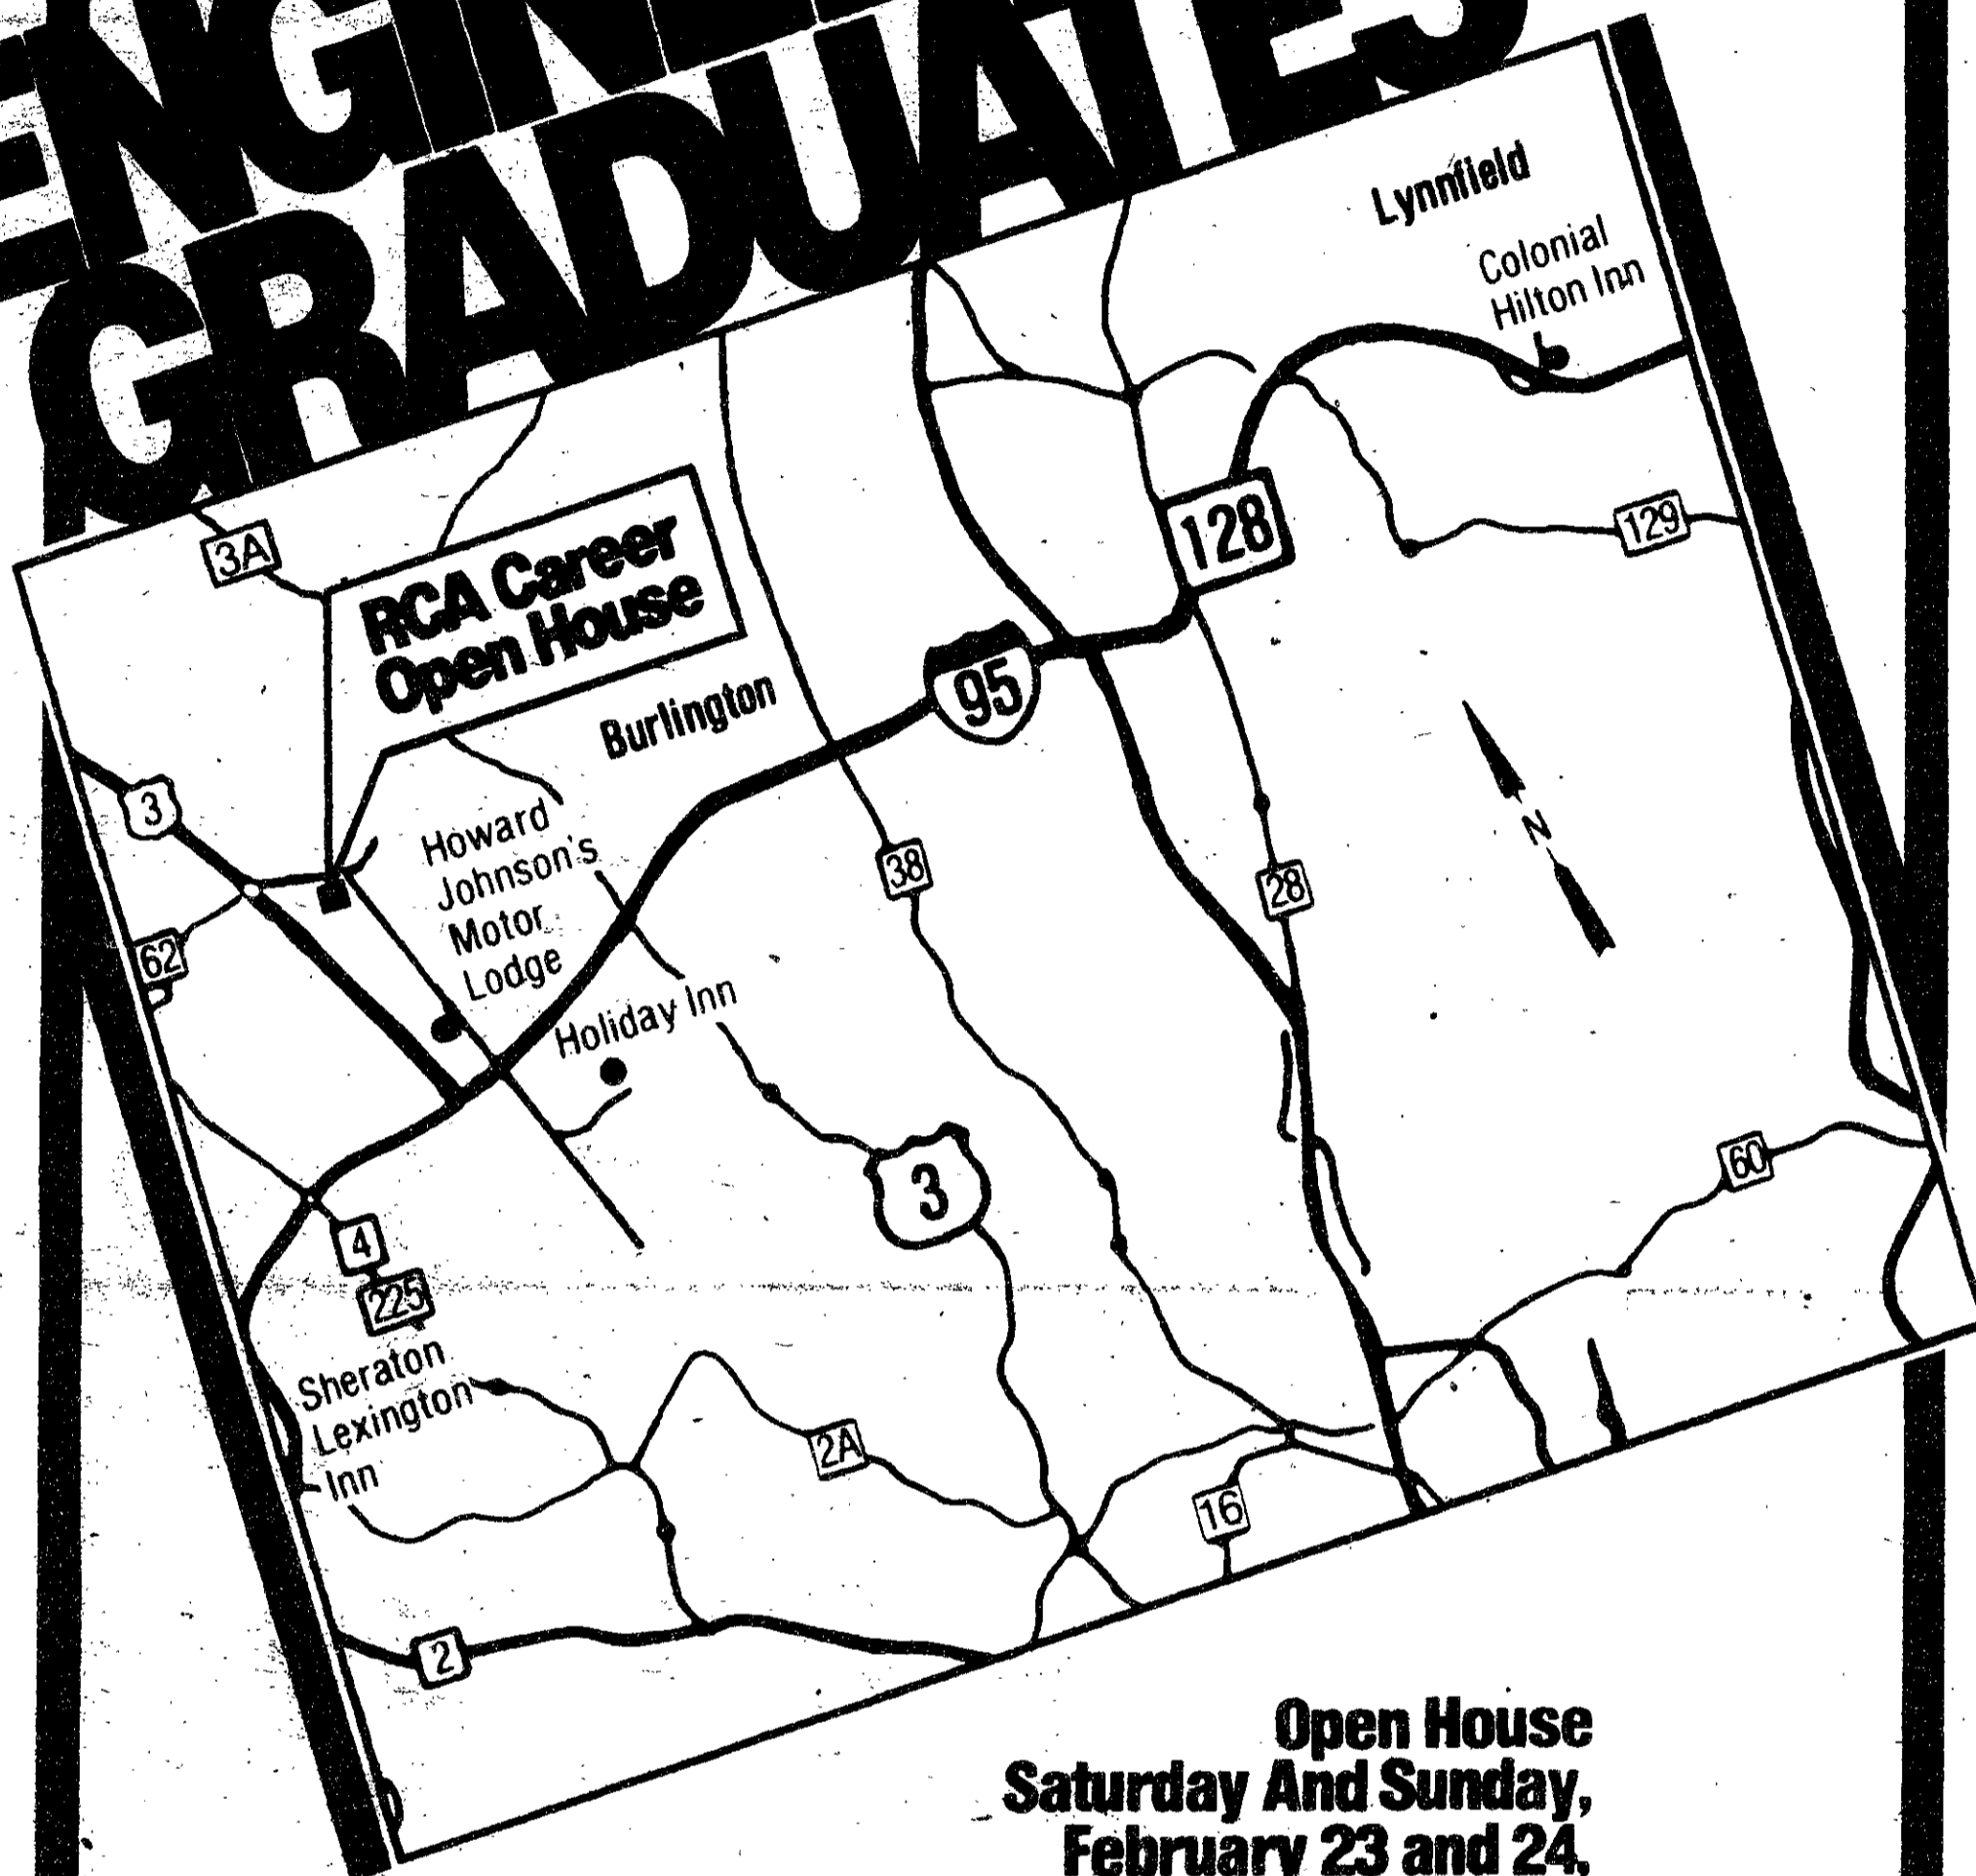 GRADUATES
Lynnfield
Colonial
Hilton Inn
3A
128
129
RCA Career
Open House
Burlington
95
3
Howard
Johnson's
Motor
Lodge
38
28
N
62
Holiday Inn
3
60
4
225
Sheraton
Lexington
Inn
2A
16
2
Open House
Saturday And Sunday,
February 23 and 24.